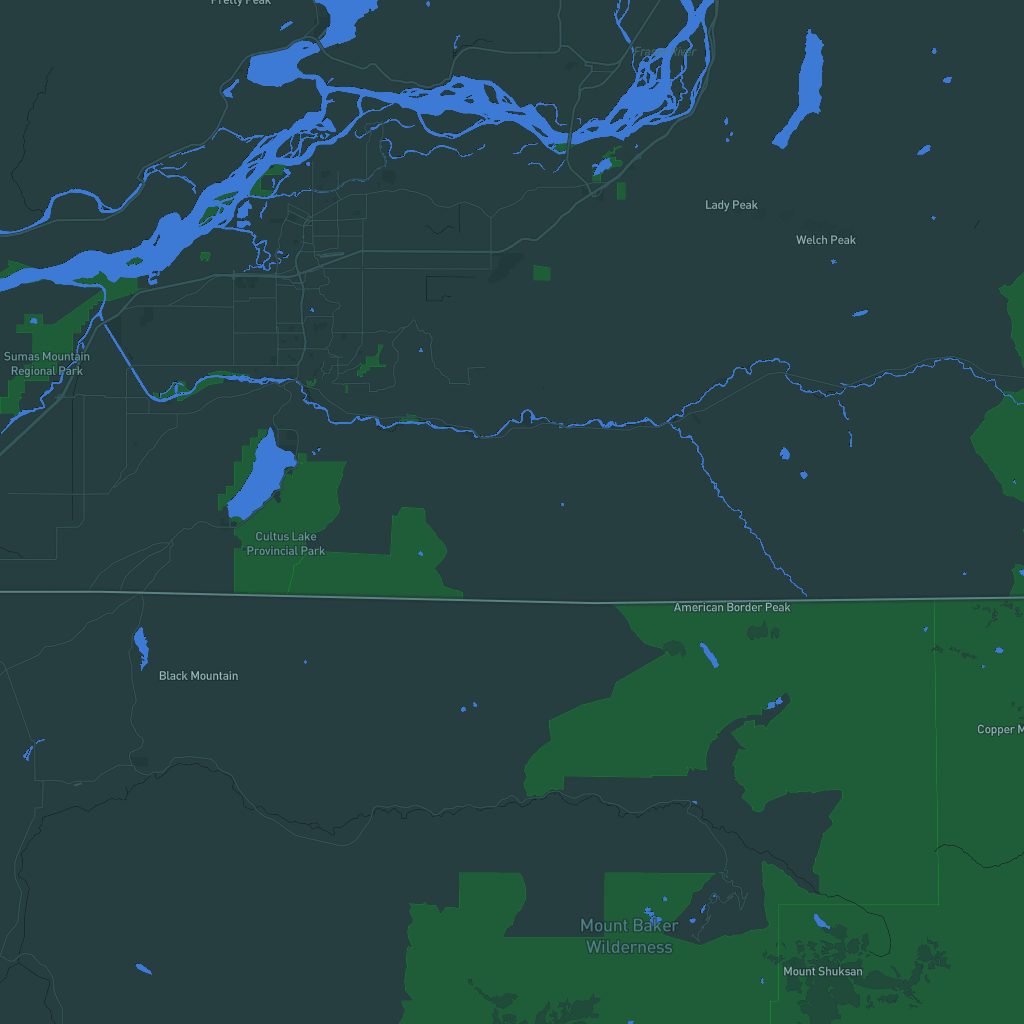 Pretty Peak
Fraser River
Lady Peak
Welch Peak
Sumas Mountain
Regional Park
Cultus Lake
Provincial Park
American Border Peak
Black Mountain
Copper M
Mount Baker
Wilderness
Mount Shuksan